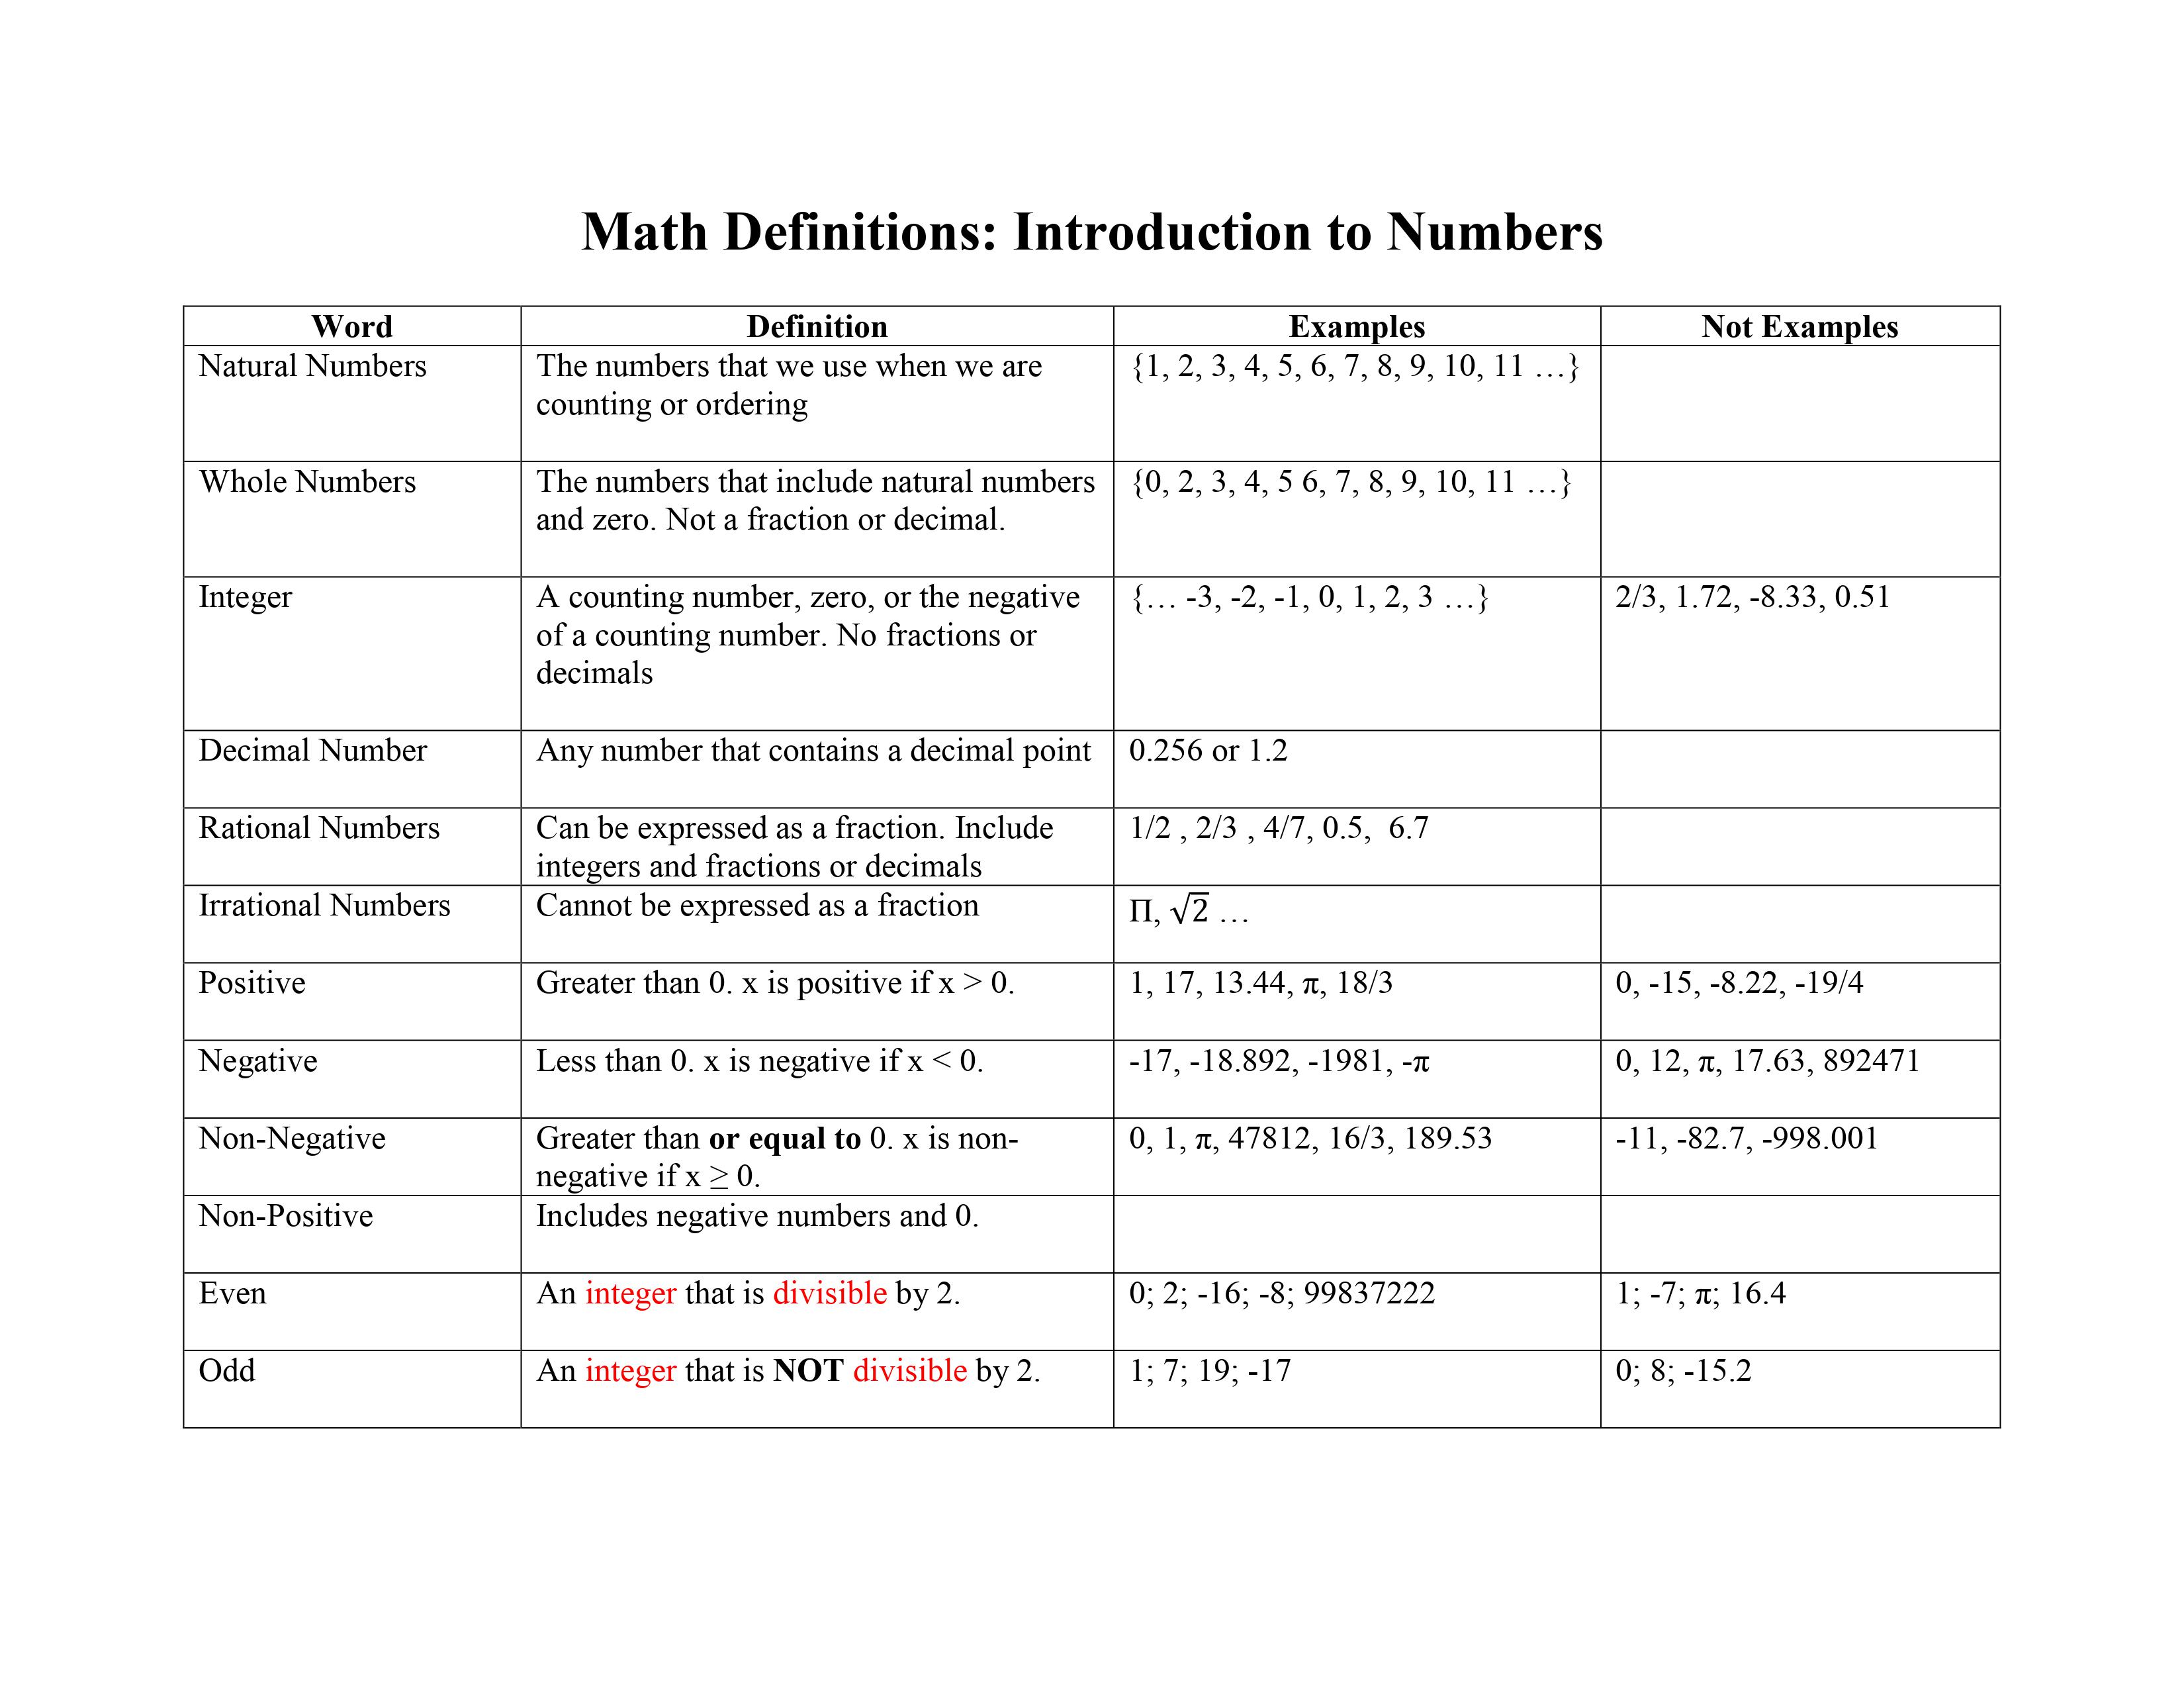 Math Definitions: Introduction to Numbers
Word Definition Examples Not Examples
Natural Numbers The numbers that we use when we are {1, 2, 3, 4, 5, 6, 7, 8, 9, 10, 11 …}
counting or ordering
Whole Numbers The numbers that include natural numbers {0, 2, 3, 4, 5 6, 7, 8, 9, 10, 11 …}
and zero. Not a fraction or decimal.
Integer A counting number, zero, or the negative {… -3, -2, -1, 0, 1, 2, 3 …} 2/3, 1.72, -8.33, 0.51
of a counting number. No fractions or
decimals
Decimal Number Any number that contains a decimal point 0.256 or 1.2
Rational Numbers Can be expressed as a fraction. Include 1/2 , 2/3 , 4/7, 0.5,  6.7
integers and fractions or decimals
Irrational Numbers Cannot be expressed as a fraction Π, √2 …
Positive Greater than 0. x is positive if x > 0. 1, 17, 13.44, π, 18/3 0, -15, -8.22, -19/4
Negative Less than 0. x is negative if x < 0. -17, -18.892, -1981, -π 0, 12, π, 17.63, 892471
Non-Negative Greater than or equal to 0. x is non- 0, 1, π, 47812, 16/3, 189.53 -11, -82.7, -998.001
negative if x ≥ 0.
Non-Positive Includes negative numbers and 0.
Even An integer that is divisible by 2. 0; 2; -16; -8; 99837222 1; -7; π; 16.4
Odd An integer that is NOT divisible by 2. 1; 7; 19; -17 0; 8; -15.2